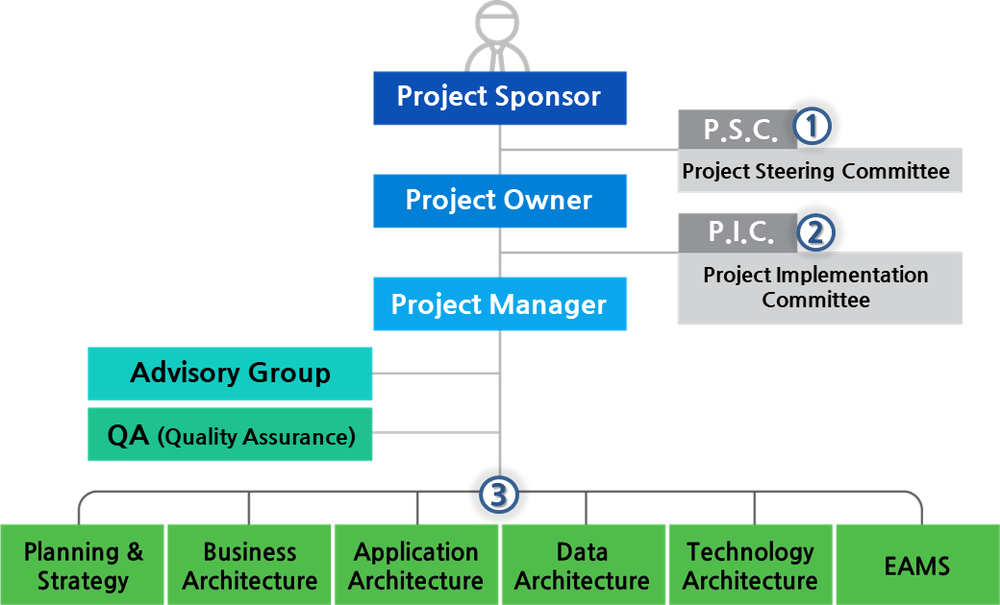 Project Sponsor
P.S.C. ①
Project Steering Committee
Project Owner
P.I.C. ②
Project Implementation
Committee
Project Manager
Advisory Group
QA (Quality Assurance)
③
Planning &
Strategy
Business
Architecture
Application
Architecture
Data
Architecture
Technology
Architecture
EAMS